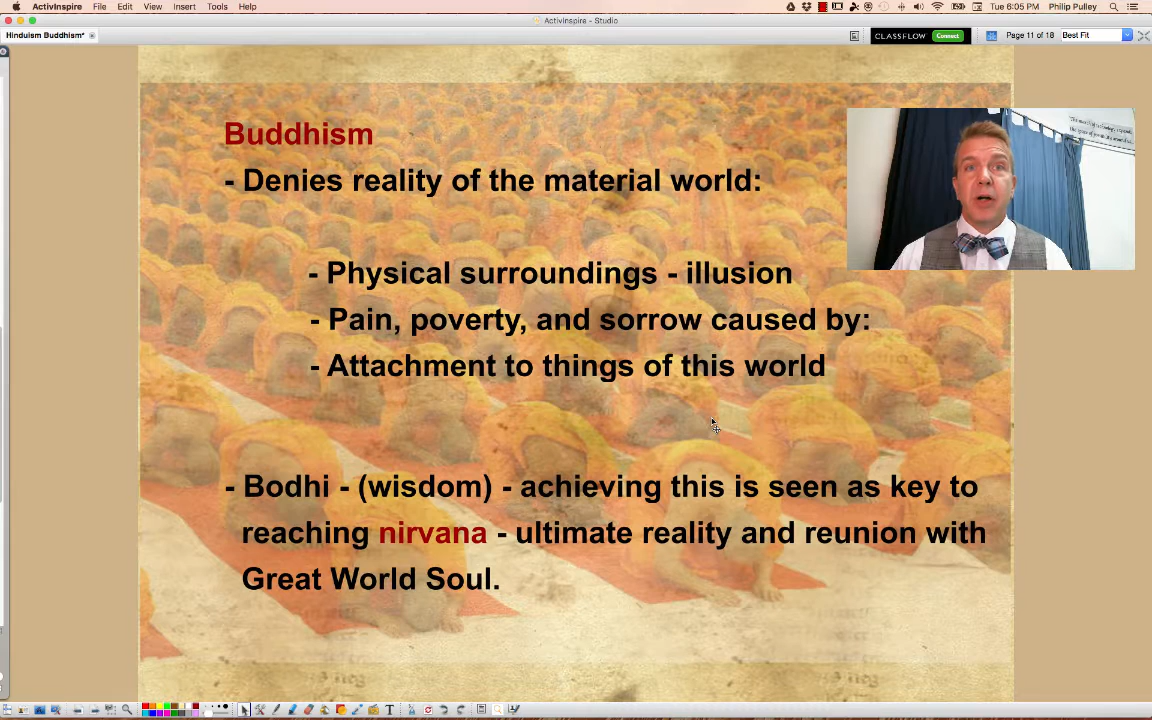 ActivInspire File Edit View Insert Tools Help Tue 6:05 PM Philip Pulley
ActivInspire - Studio
Hinduism Buddhism*
CLASSFLOW Connect Page 11 of 18 Best Fit
Buddhism
- Denies reality of the material world:
- Physical surroundings - illusion
- Pain, poverty, and sorrow caused by:
- Attachment to things of this world
- Bodhi - (wisdom) - achieving this is seen as key to
reaching nirvana - ultimate reality and reunion with
Great World Soul.